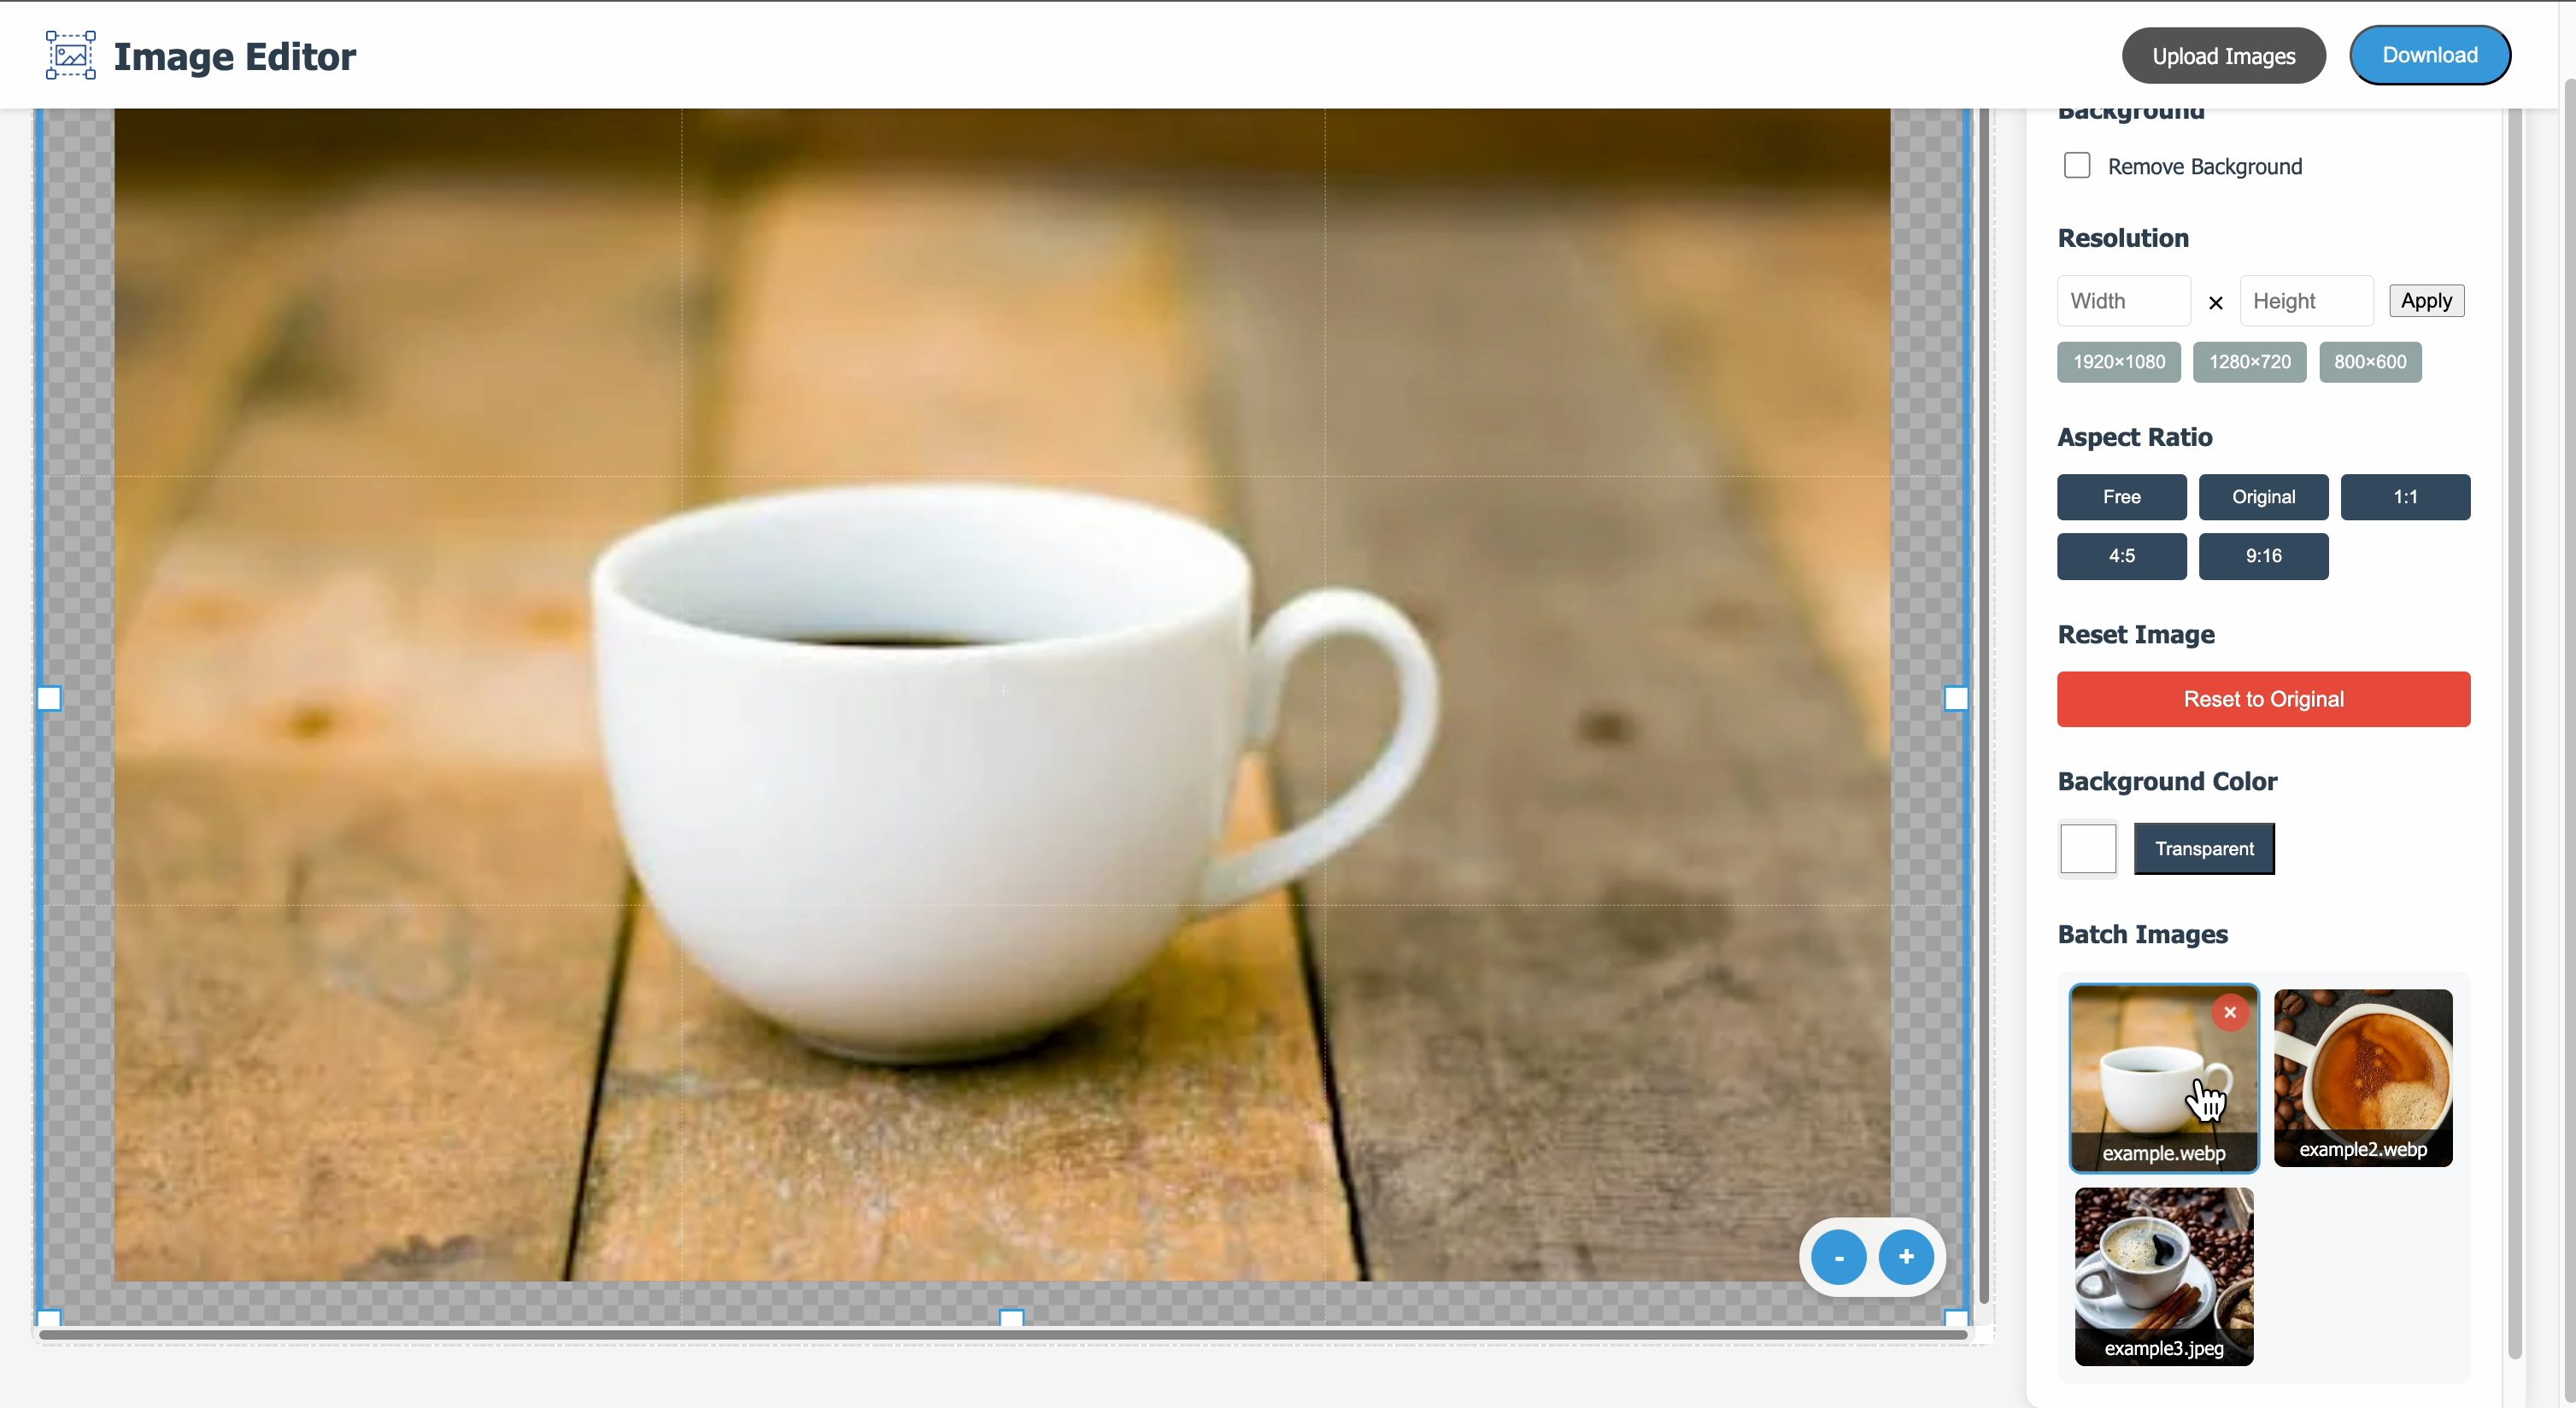 Image Editor
Upload Images
Download
Background
Remove Background
Resolution
Width × Height Apply
1920×1080 1280×720 800×600
Aspect Ratio
Free Original 1:1
4:5 9:16
Reset Image
Reset to Original
Background Color
Transparent
Batch Images
×
example.webp example2.webp
example3.jpeg
- +